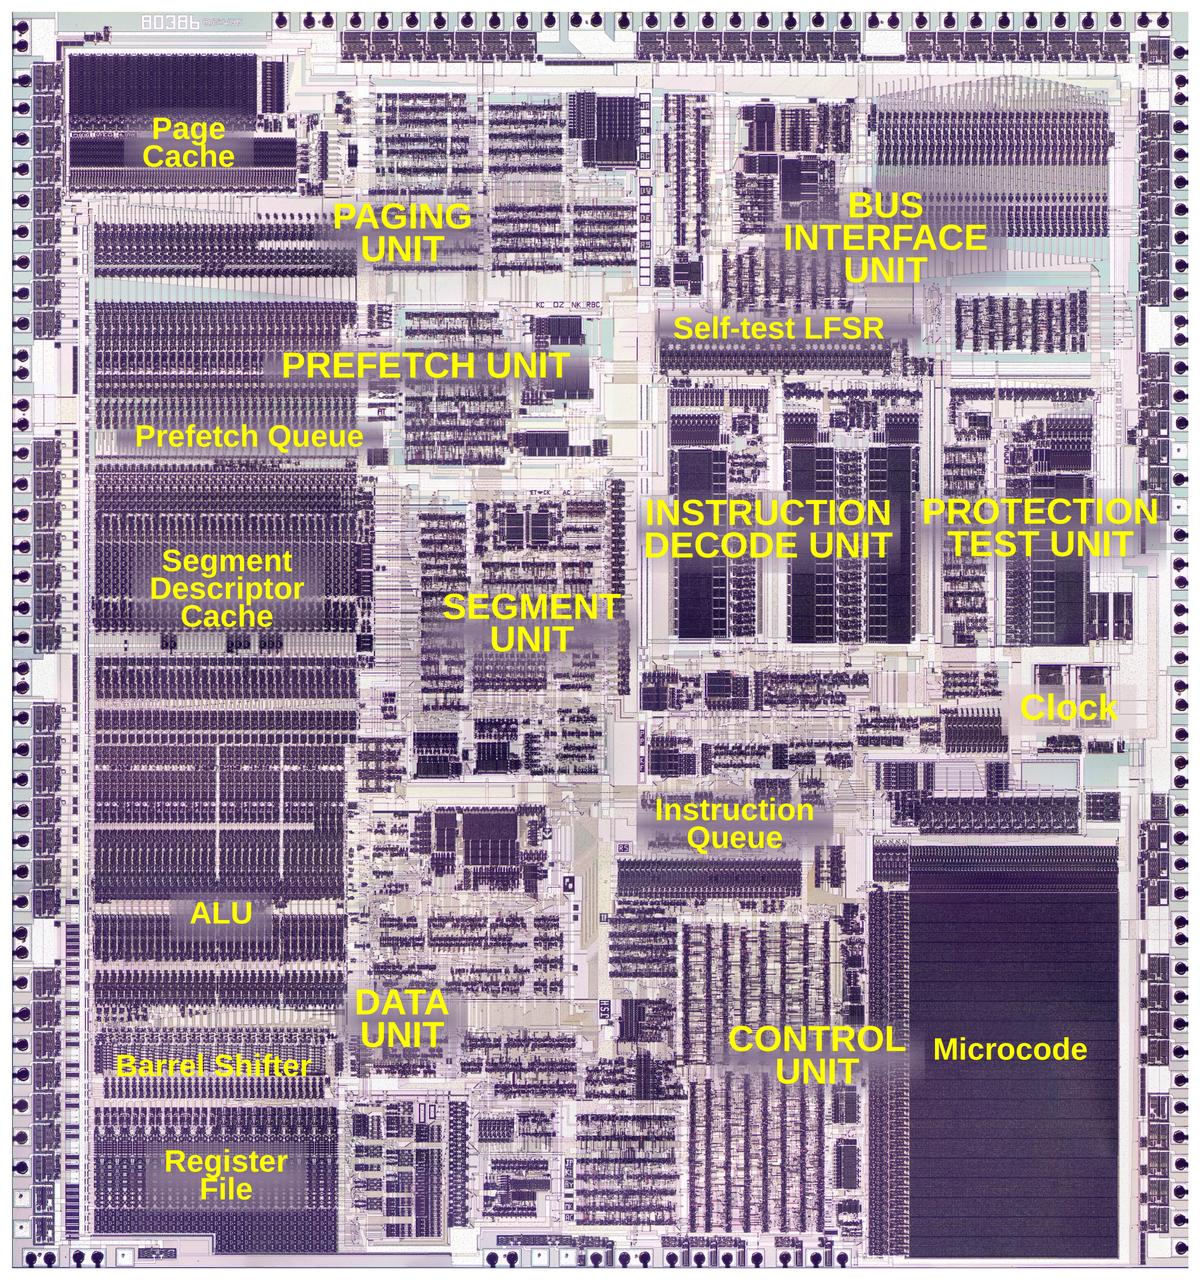 80386
Page
Cache
PAGING
UNIT
BUS
INTERFACE
UNIT
Self-test LFSR
PREFETCH UNIT
Prefetch Queue
INSTRUCTION
DECODE UNIT
PROTECTION
TEST UNIT
Segment
Descriptor
Cache
SEGMENT
UNIT
Clock
Instruction
Queue
ALU
DATA
UNIT
CONTROL
UNIT
Microcode
Barrel Shifter
Register
File